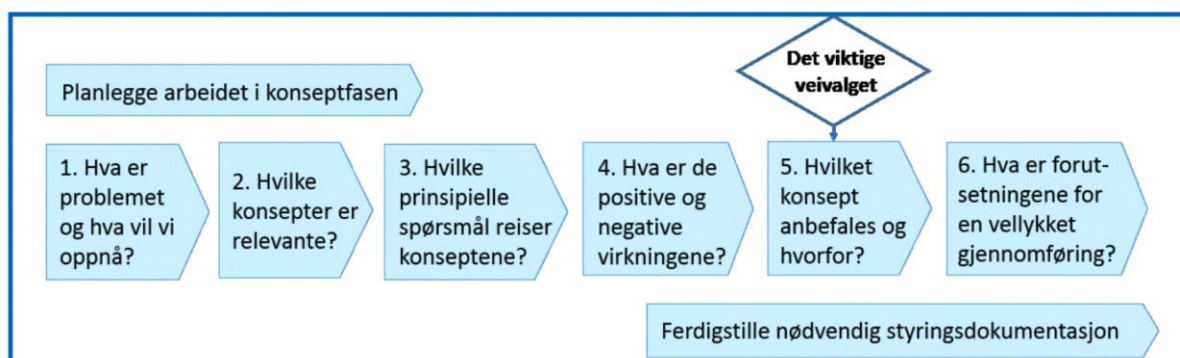 Det viktige
veivalget
Planlegge arbeidet i konseptfasen
1. Hva er
problemet
og hva vil vi
oppnå?
2. Hvilke
konsepter er
relevante?
3. Hvilke
prinsipielle
spørsmål reiser
konseptene?
4. Hva er de
positive og
negative
virkningene?
5. Hvilket
konsept
anbefales og
hvorfor?
6. Hva er forut-
setningene for
en vellykket
gjennomføring?
Ferdigstille nødvendig styringsdokumentasjon